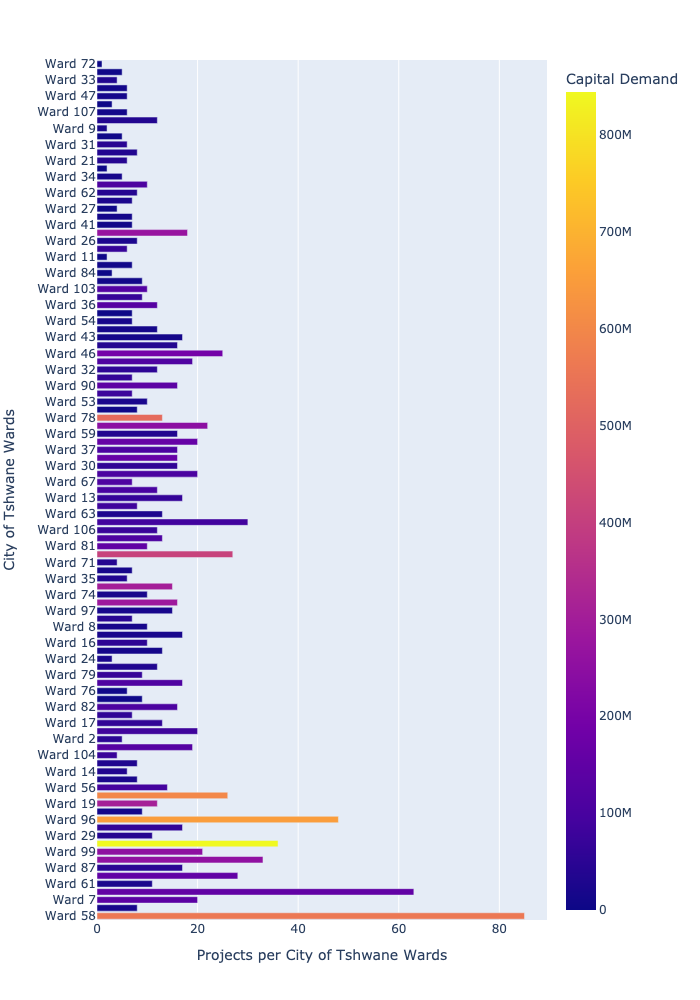 Capital Demand
Ward 72
Ward 33
Ward 47
Ward 107
Ward 9
Ward 31
Ward 21
Ward 34
Ward 62
Ward 27
Ward 41
Ward 26
Ward 11
Ward 84
Ward 103
Ward 36
Ward 54
Ward 43
Ward 46
Ward 32
Ward 90
Ward 53
Ward 78
Ward 59
Ward 37
Ward 30
Ward 67
Ward 13
Ward 63
Ward 106
Ward 81
Ward 71
Ward 35
Ward 74
Ward 97
Ward 8
Ward 16
Ward 24
Ward 79
Ward 76
Ward 82
Ward 17
Ward 2
Ward 104
Ward 14
Ward 56
Ward 19
Ward 96
Ward 29
Ward 99
Ward 87
Ward 61
Ward 7
Ward 58
City of Tshwane Wards
0 20 40 60 80
Projects per City of Tshwane Wards
800M
700M
600M
500M
400M
300M
200M
100M
0